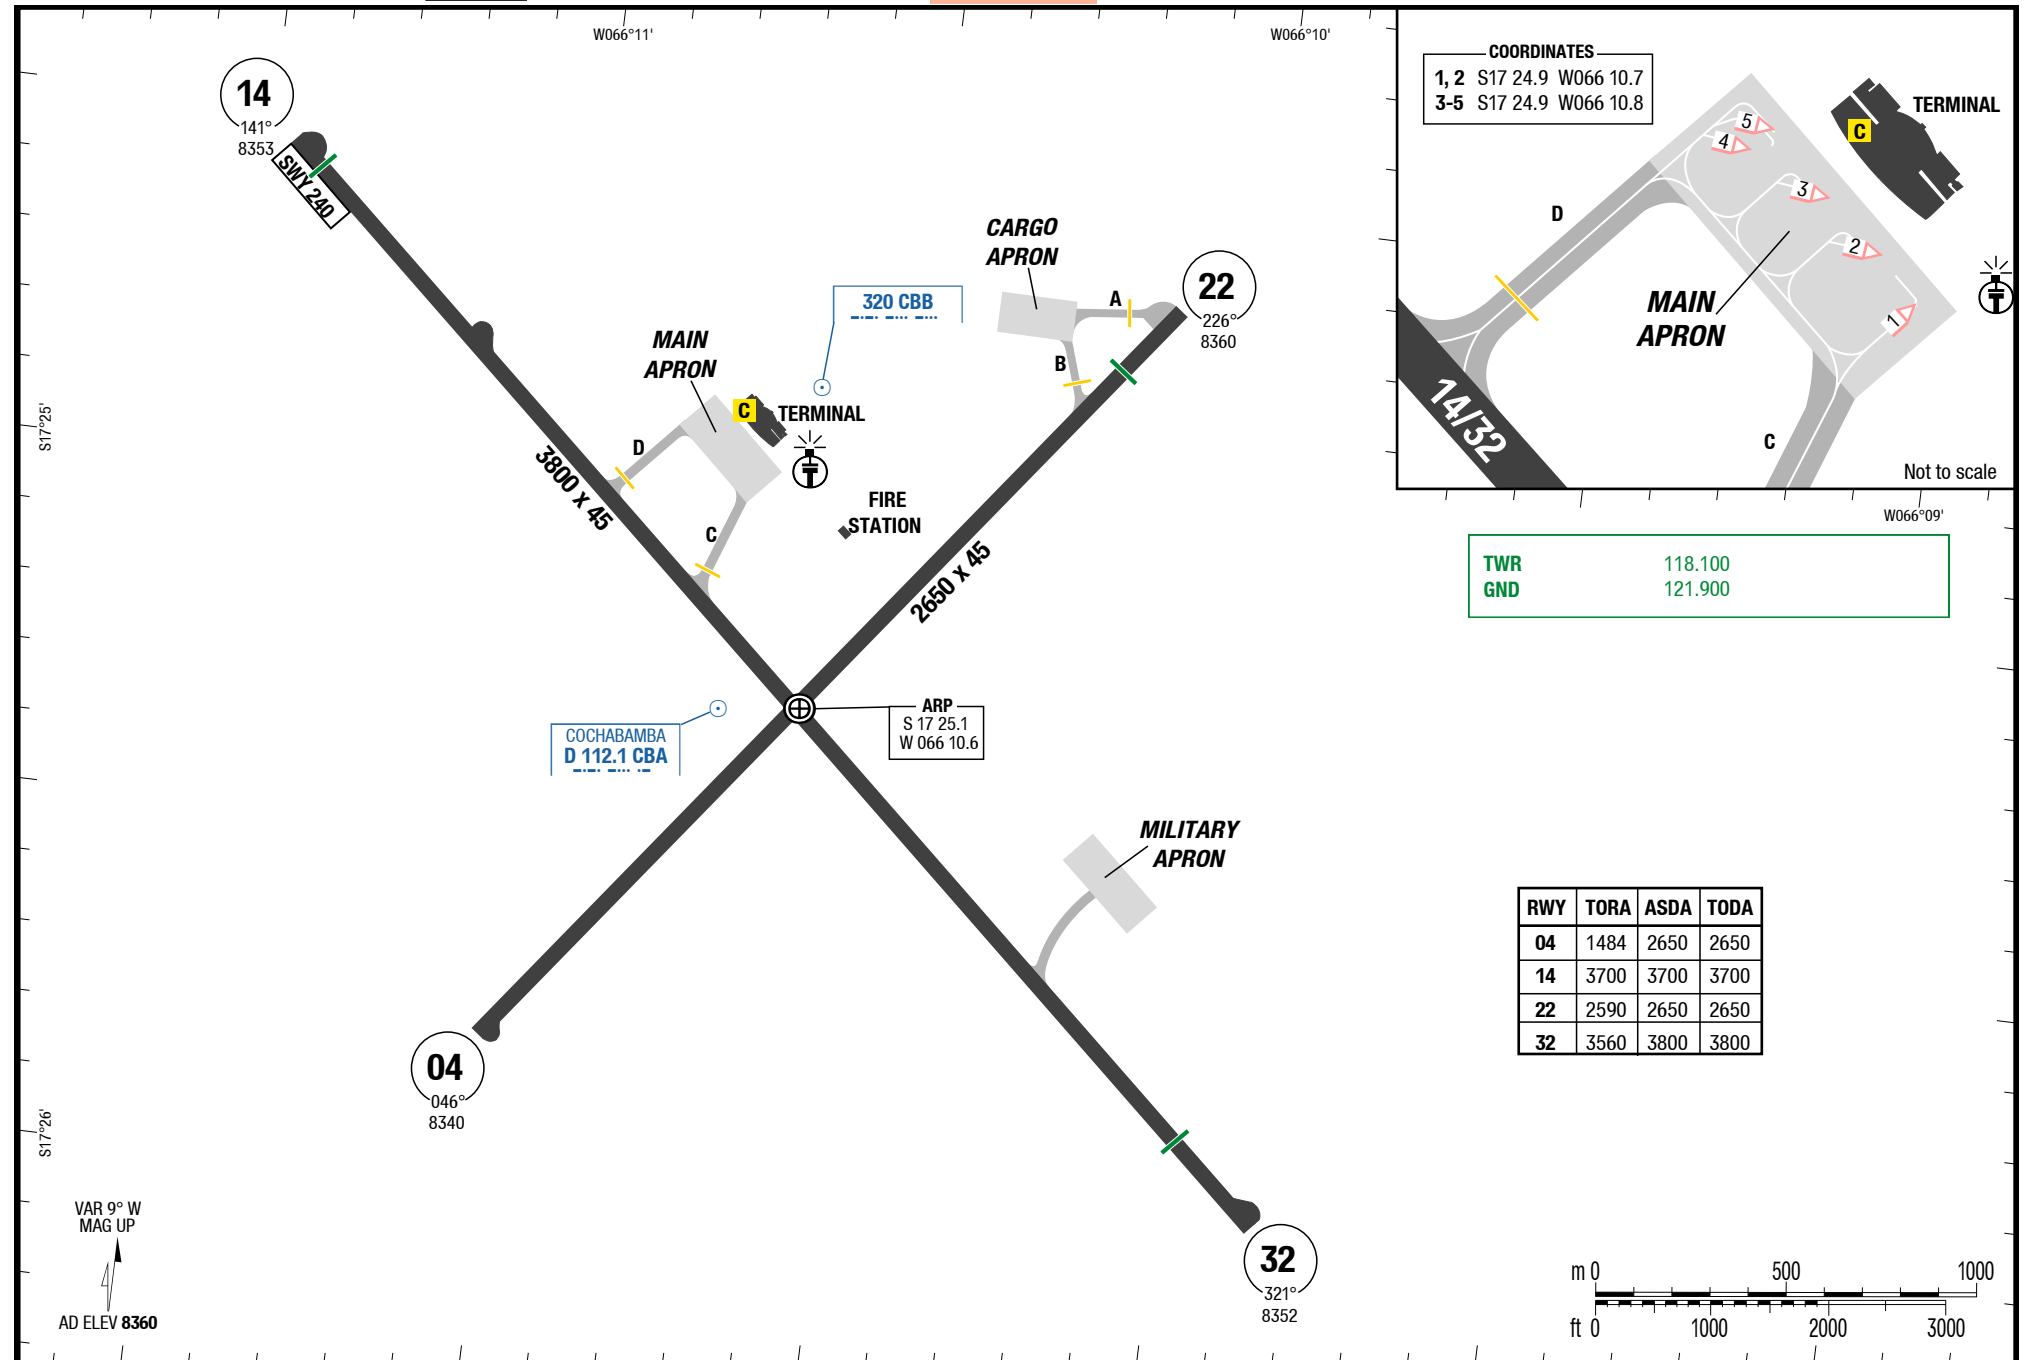 W066°11'
W066°10'
14
141°
8353
SWY 240
COORDINATES
1, 2 S17 24.9 W066 10.7
3-5 S17 24.9 W066 10.8
TERMINAL
C
5
4
3
2
1
D
MAIN
APRON
C
14/32
Not to scale
W066°09'
CARGO
APRON
22
226°
8360
A
B
320 CBB
MAIN
APRON
C
TERMINAL
D
C
S17°25'
3800 x 45
FIRE
STATION
2650 x 45
TWR 118.100
GND 121.900
ARP
S 17 25.1
W 066 10.6
COCHABAMBA
D 112.1 CBA
MILITARY
APRON
RWY TORA ASDA TODA
04 1484 2650 2650
14 3700 3700 3700
22 2590 2650 2650
32 3560 3800 3800
04
046°
8340
S17°26'
32
321°
8352
VAR 9° W
MAG UP
AD ELEV 8360
m 0 500 1000
ft 0 1000 2000 3000